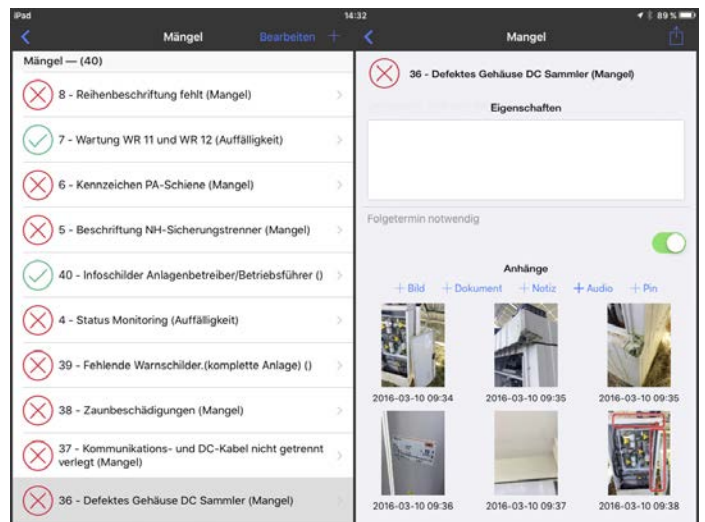 iPad
14:32
89 %
Mängel
Bearbeiten
Mängel — (40)
8 - Reihenbeschriftung fehlt (Mangel)
7 - Wartung WR 11 und WR 12 (Auffälligkeit)
6 - Kennzeichen PA-Schiene (Mangel)
5 - Beschriftung NH-Sicherungstrenner (Mangel)
40 - Infoschilder Anlagenbetreiber/Betriebsführer ()
4 - Status Monitoring (Auffälligkeit)
39 - Fehlende Warnschilder.(komplette Anlage) ()
38 - Zaunbeschädigungen (Mangel)
37 - Kommunikations- und DC-Kabel nicht getrennt
verlegt (Mangel)
36 - Defektes Gehäuse DC Sammler (Mangel)
Mangel
36 - Defektes Gehäuse DC Sammler (Mangel)
Eigenschaften
Folgetermin notwendig
Anhänge
+ Bild + Dokument + Notiz + Audio + Pin
2016-03-10 09:34 2016-03-10 09:35 2016-03-10 09:35
2016-03-10 09:36 2016-03-10 09:37 2016-03-10 09:38